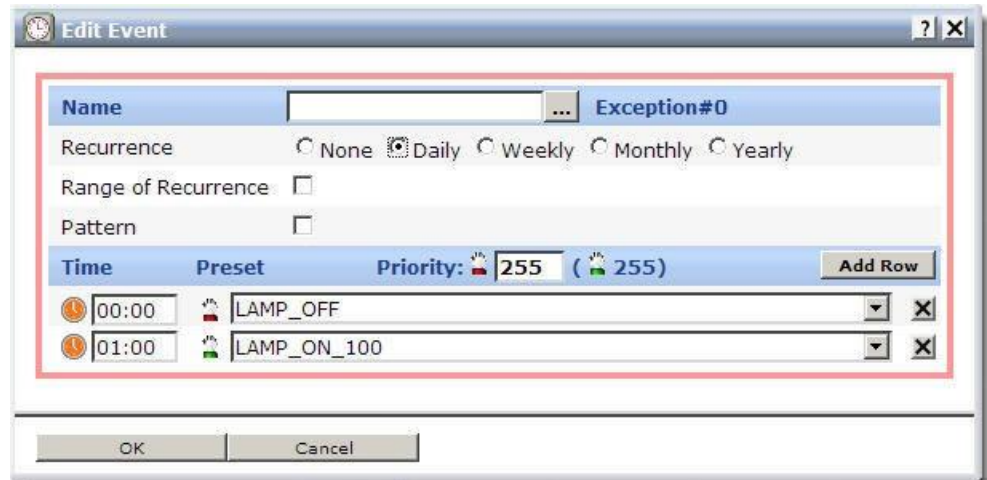 Edit Event
Name ... Exception#0
Recurrence None Daily Weekly Monthly Yearly
Range of Recurrence
Pattern
Time Preset Priority: 255 ( 255) Add Row
00:00 LAMP_OFF
01:00 LAMP_ON_100
OK Cancel